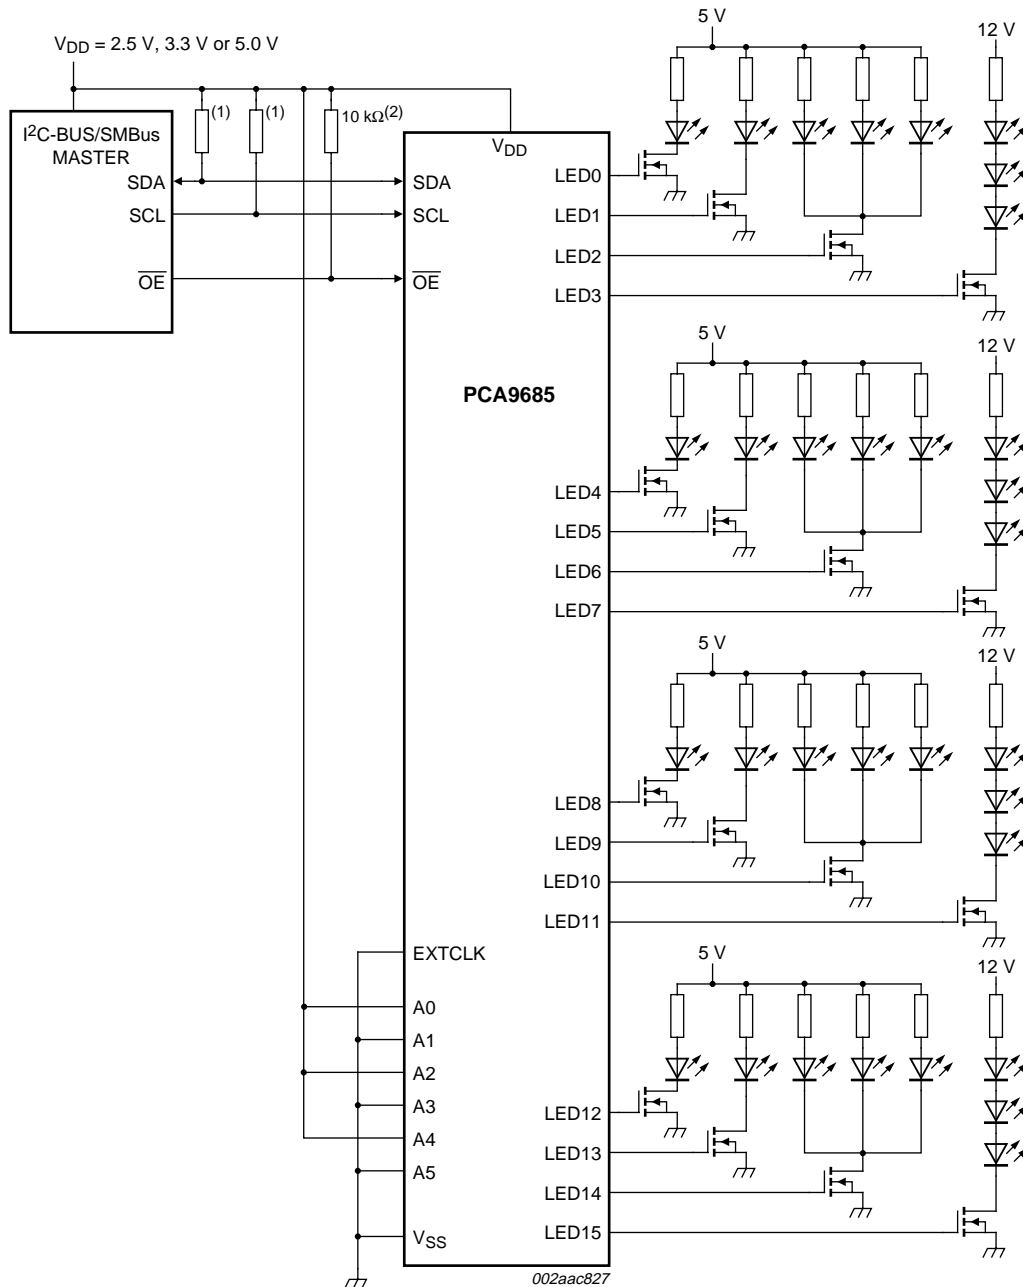 V_DD = 2.5 V, 3.3 V or 5.0 V
5 V
12 V
(1)
(1)
10 kΩ(2)
I²C-BUS/SMBus
MASTER
SDA
SCL
O̅E̅
V_DD
SDA
SCL
O̅E̅
PCA9685
LED0
LED1
LED2
LED3
5 V
12 V
LED4
LED5
LED6
LED7
5 V
12 V
LED8
LED9
LED10
LED11
5 V
12 V
EXTCLK
A0
A1
A2
A3
A4
A5
V_SS
LED12
LED13
LED14
LED15
002aac827